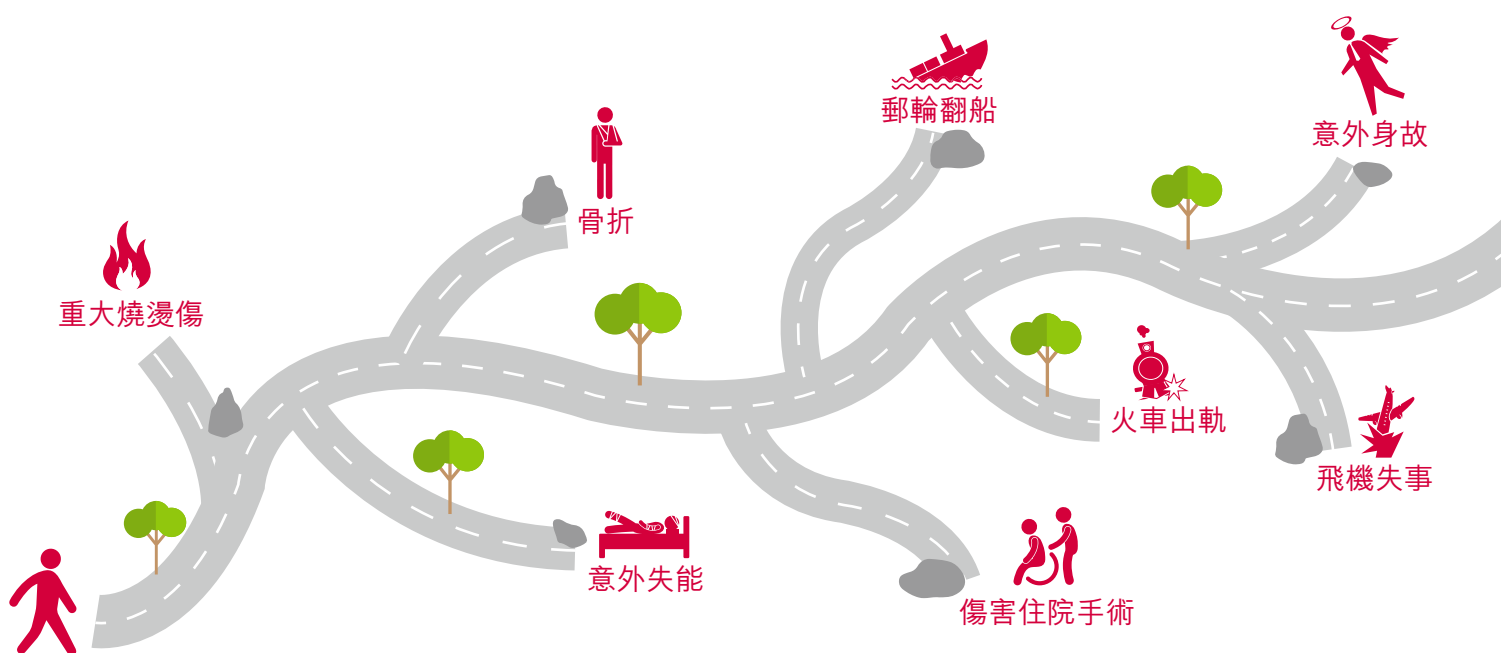 重大燒燙傷
骨折
意外失能
郵輪翻船
傷害住院手術
火車出軌
意外身故
飛機失事